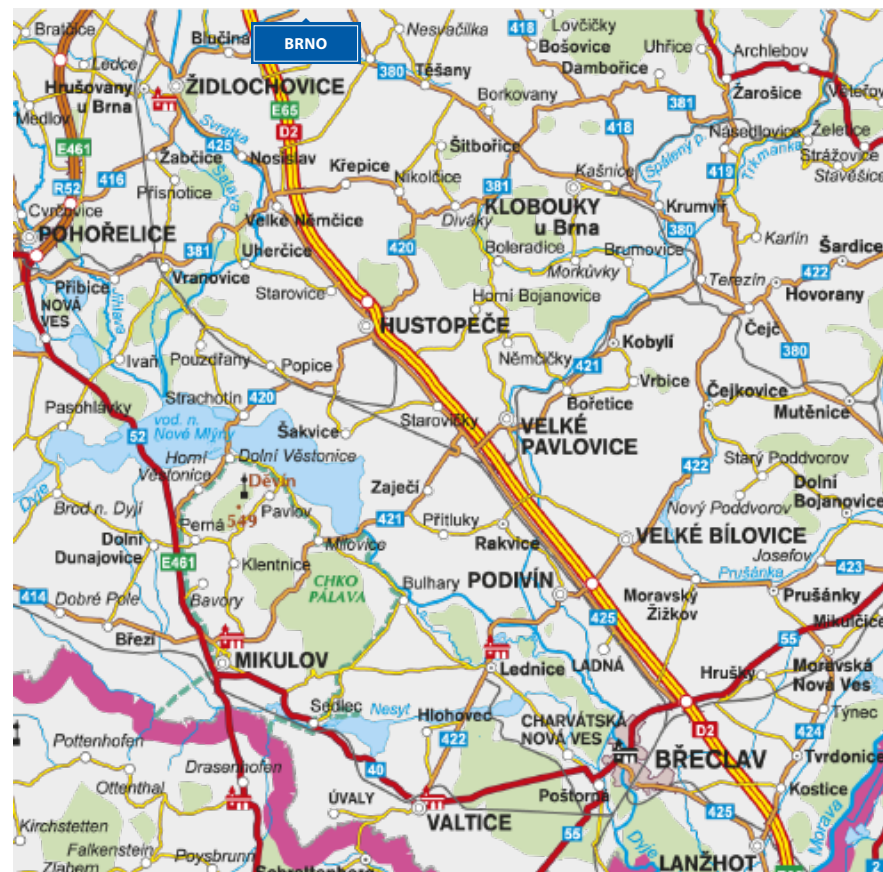 Bratčice
BRNO
Nesvačilka
418
Lovčičky
Bošovice
Uhřice
Archlebov
Blučina
Ledce
380
Těšany
Dambořice
Hrušovany
u Brna
ŽIDLOCHOVICE
E65
Borkovany
381
Žarošice
Věteřov
Medlov
Svratka
D2
418
E461
425
Šitbořice
Násedlovice
Želetice
Žabčice
Nosislav
Křepice
Kašnice
Spálený p.
Trkmanka
Strážovice
Stavěšice
R52
416
Přísnotice
Šatava
Nikolčice
381
419
Cvrčovice
Velké Němčice
Diváky
KLOBOUKY
u Brna
Krumvíř
POHOŘELICE
420
380
Karlín
Šardice
381
Uherčice
Boleradice
Brumovice
422
Přibice
Vranovice
Morkůvky
Terezín
Hovorany
NOVÁ
VES
Jihlava
Starovice
Horní Bojanovice
HUSTOPEČE
Čejč
Kobylí
Ivaň
Pouzdřany
Popice
Němčičky
421
380
Vrbice
Strachotín
420
Bořetice
Čejkovice
Mutěnice
Pasohlávky
vod. n.
Nové Mlýny
Šakvice
Starovičky
VELKÉ
PAVLOVICE
52
Horní
Věstonice
Dolní Věstonice
422
Starý Poddvorov
Dyje
Děvín
549
Zaječí
Dolní
Bojanovice
Brod n. Dyjí
Pavlov
Nový Poddvorov
Perná
421
Přítluky
Dolní
Dunajovice
Milovice
Rakvice
VELKÉ BÍLOVICE
Josefov
E461
Klentnice
423
CHKO
PÁLAVA
Bulhary
PODIVÍN
Prušánka
414
Dobré Pole
Bavory
Moravský
Žižkov
Prušánky
Mikulčice
Březí
425
55
MIKULOV
Lednice
LADNÁ
Hrušky
Moravská
Nová Ves
Sedlec
Nesyt
Hlohovec
CHARVÁTSKÁ
NOVÁ VES
D2
Týnec
Pottenhofen
422
424
Drasenhofen
40
BŘECLAV
Tvrdonice
Ottenthal
ÚVALY
Poštorná
Kostice
VALTICE
425
Kirchstetten
55
Dyje
Morava
Falkenstein
Poysbrunn
LANŽHOT
Schrattenberg
2